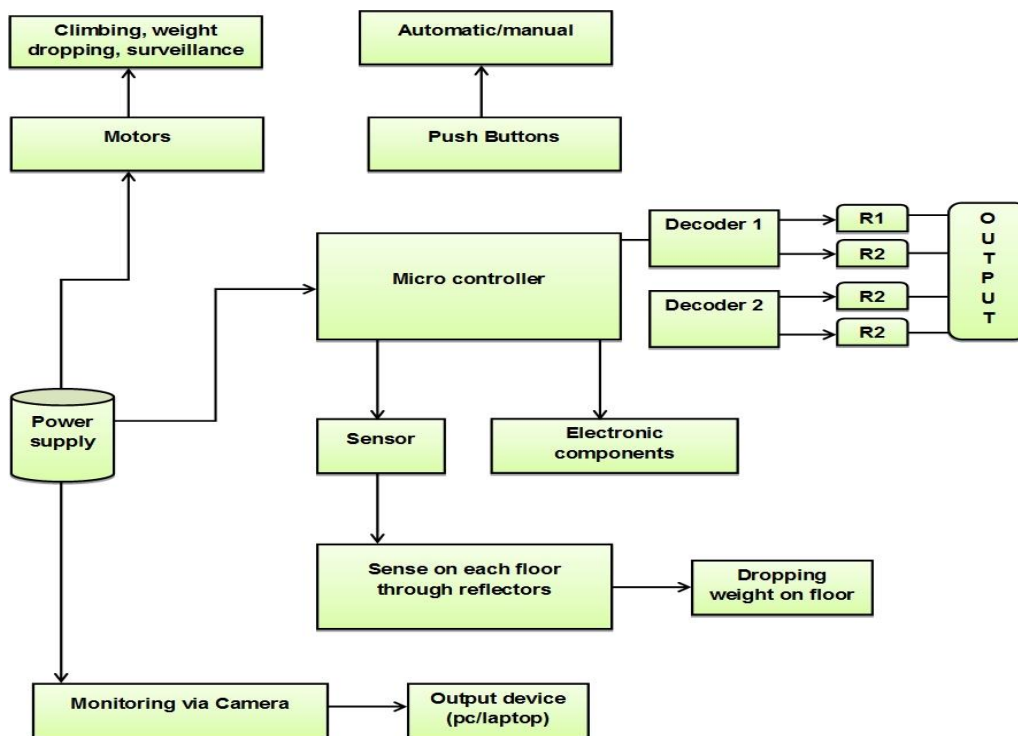 Climbing, weight
dropping, surveillance
Automatic/manual
Motors
Push Buttons
Decoder 1
R1
R2
Micro controller
Decoder 2
R2
R2
OUTPUT
Power
supply
Sensor
Electronic
components
Sense on each floor
through reflectors
Dropping
weight on floor
Monitoring via Camera
Output device
(pc/laptop)